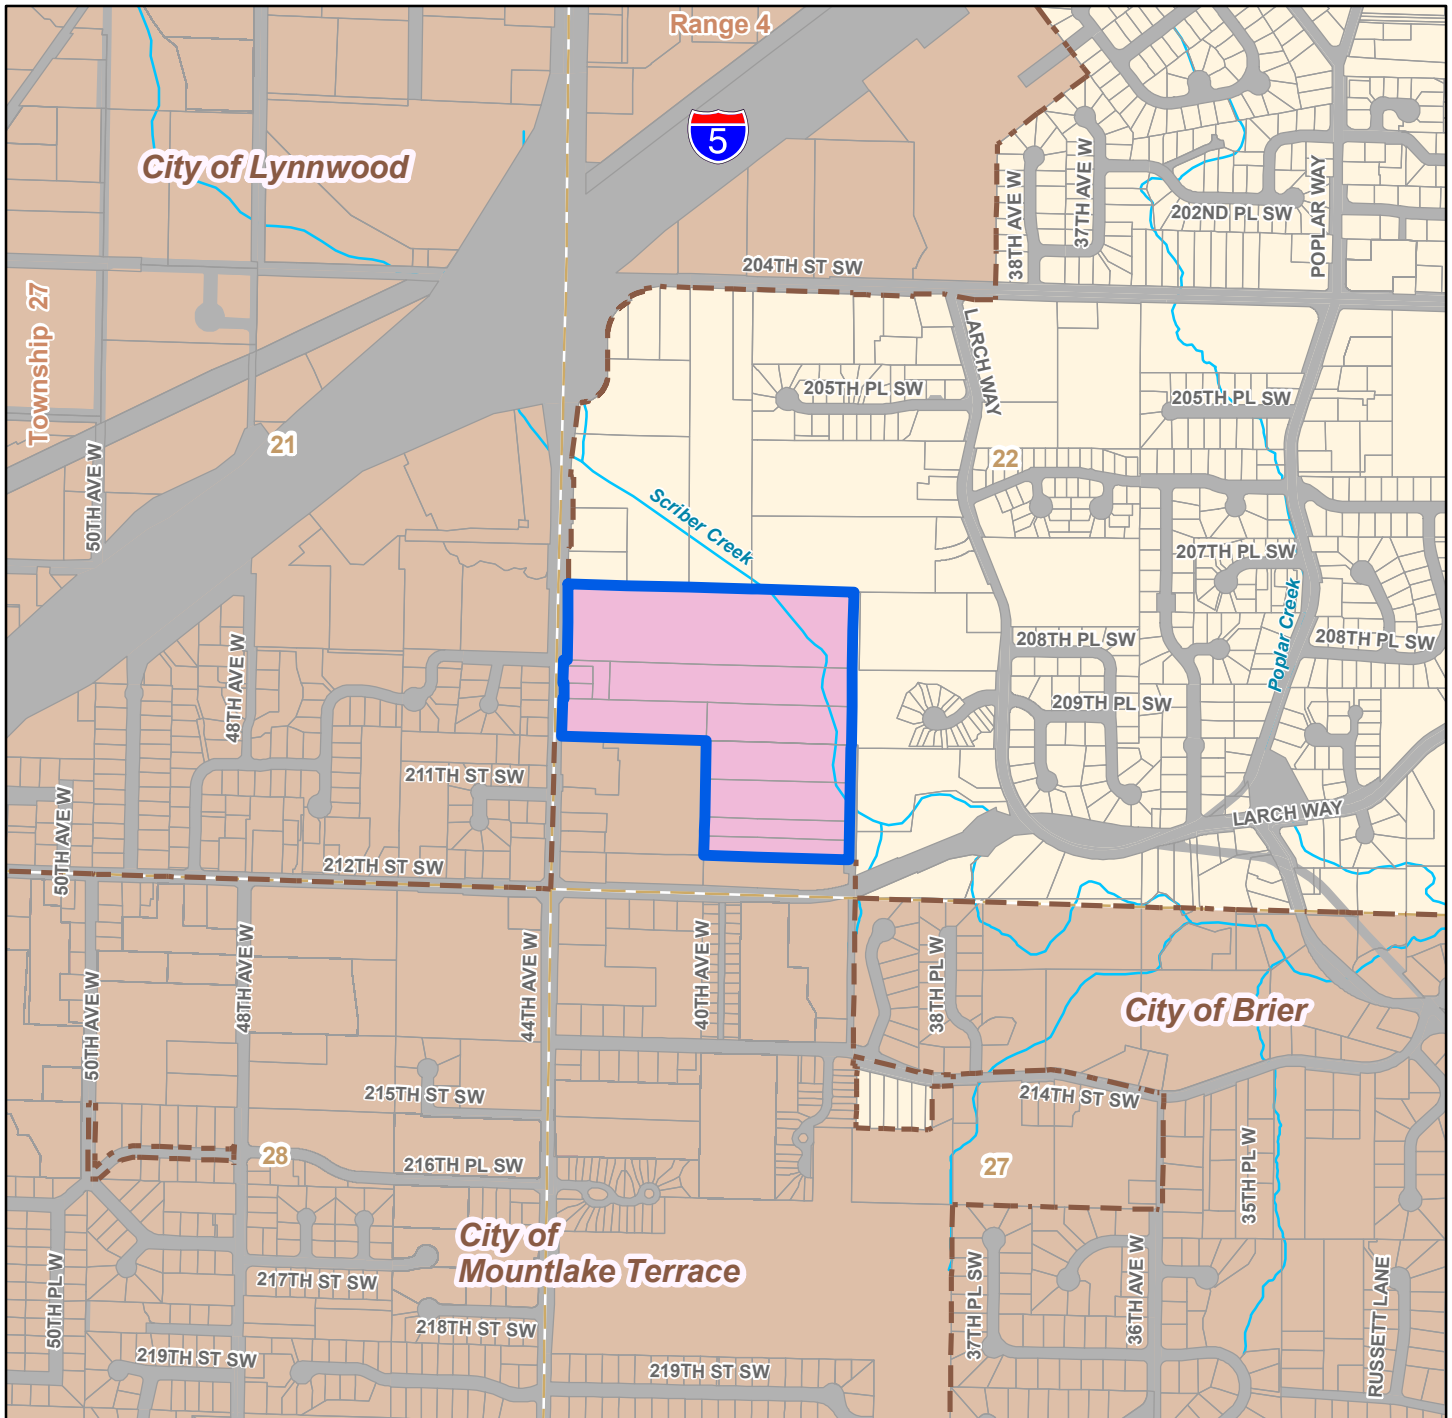 Range 4
5
City of Lynnwood
37TH AVE W
38TH AVE W
POPLAR WAY
202ND PL SW
204TH ST SW
Township 27
LARCH WAY
205TH PL SW
205TH PL SW
21
22
50TH AVE W
Scriber Creek
207TH PL SW
Poplar Creek
208TH PL SW
208TH PL SW
48TH AVE W
209TH PL SW
211TH ST SW
50TH AVE W
LARCH WAY
212TH ST SW
50TH AVE W
48TH AVE W
44TH AVE W
40TH AVE W
38TH PL W
City of Brier
215TH ST SW
214TH ST SW
28
216TH PL SW
27
35TH PL W
City of
Mountlake Terrace
217TH ST SW
50TH PL W
37TH PL SW
36TH AVE W
RUSSETT LANE
218TH ST SW
219TH ST SW
219TH ST SW